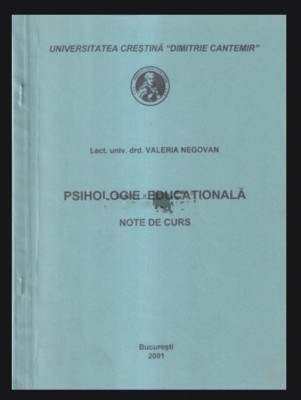 UNIVERSITATEA CREȘTINĂ "DIMITRIE CANTEMIR"
Lect. univ. drd. VALERIA NEGOVAN
PSIHOLOGIE EDUCAȚIONALĂ
NOTE DE CURS
București
2001